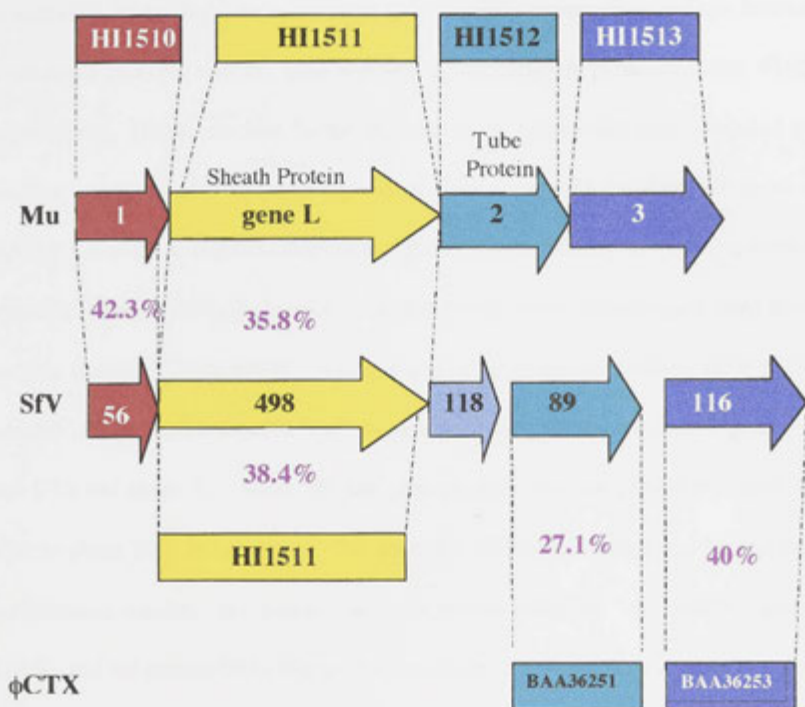 HI1510 HI1511 HI1512 HI1513
Sheath Protein
Tube
Protein
Mu 1 gene L 2 3
42.3% 35.8%
SfV 56 498 118 89 116
38.4%
27.1% 40%
HI1511
BAA36251 BAA36253
ϕCTX